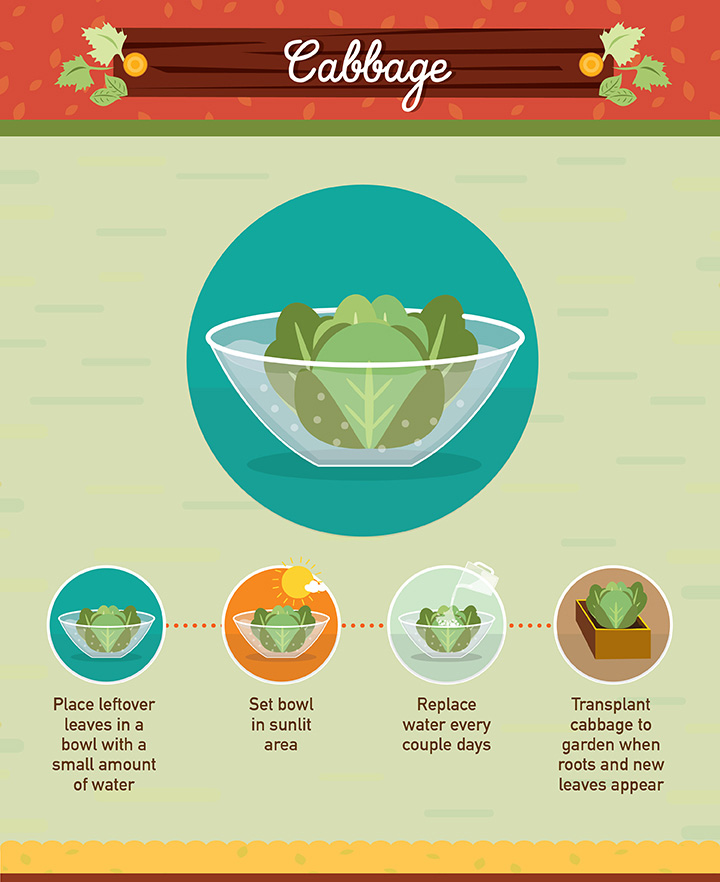 Cabbage
Place leftover
leaves in a
bowl with a
small amount
of water
Set bowl
in sunlit
area
Replace
water every
couple days
Transplant
cabbage to
garden when
roots and new
leaves appear